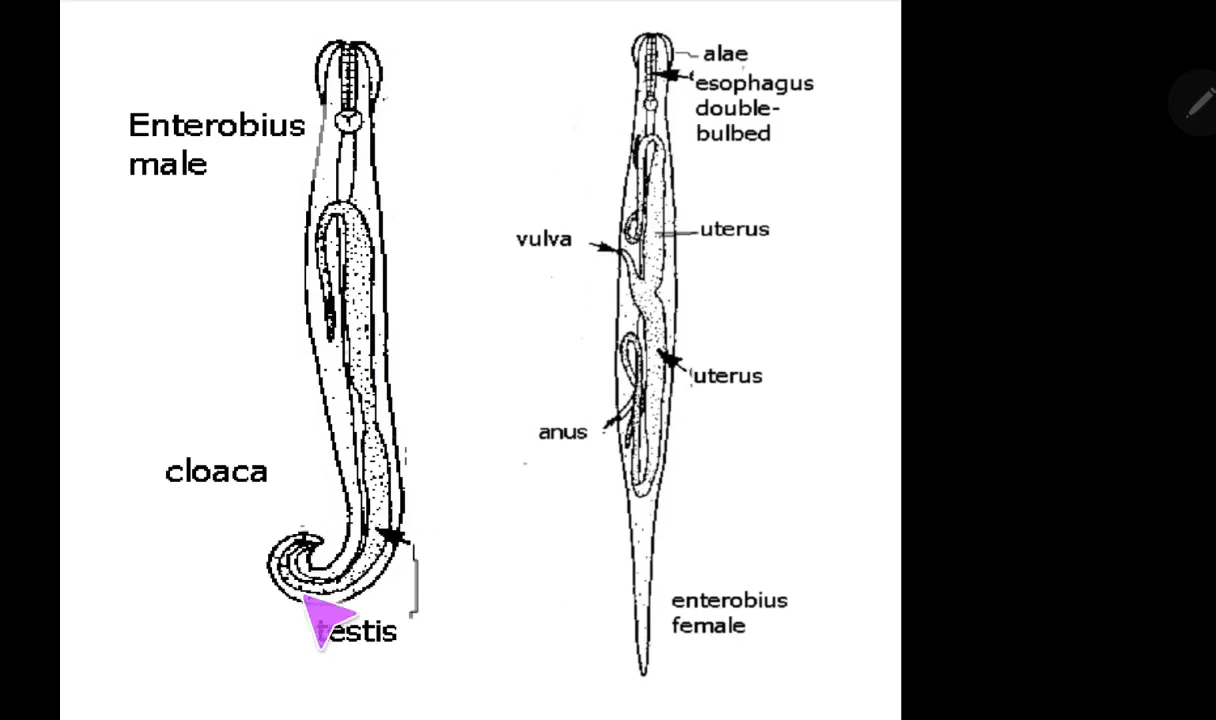 Enterobius
male
cloaca
testis
alae
esophagus
double-
bulbed
uterus
vulva
uterus
anus
enterobius
female